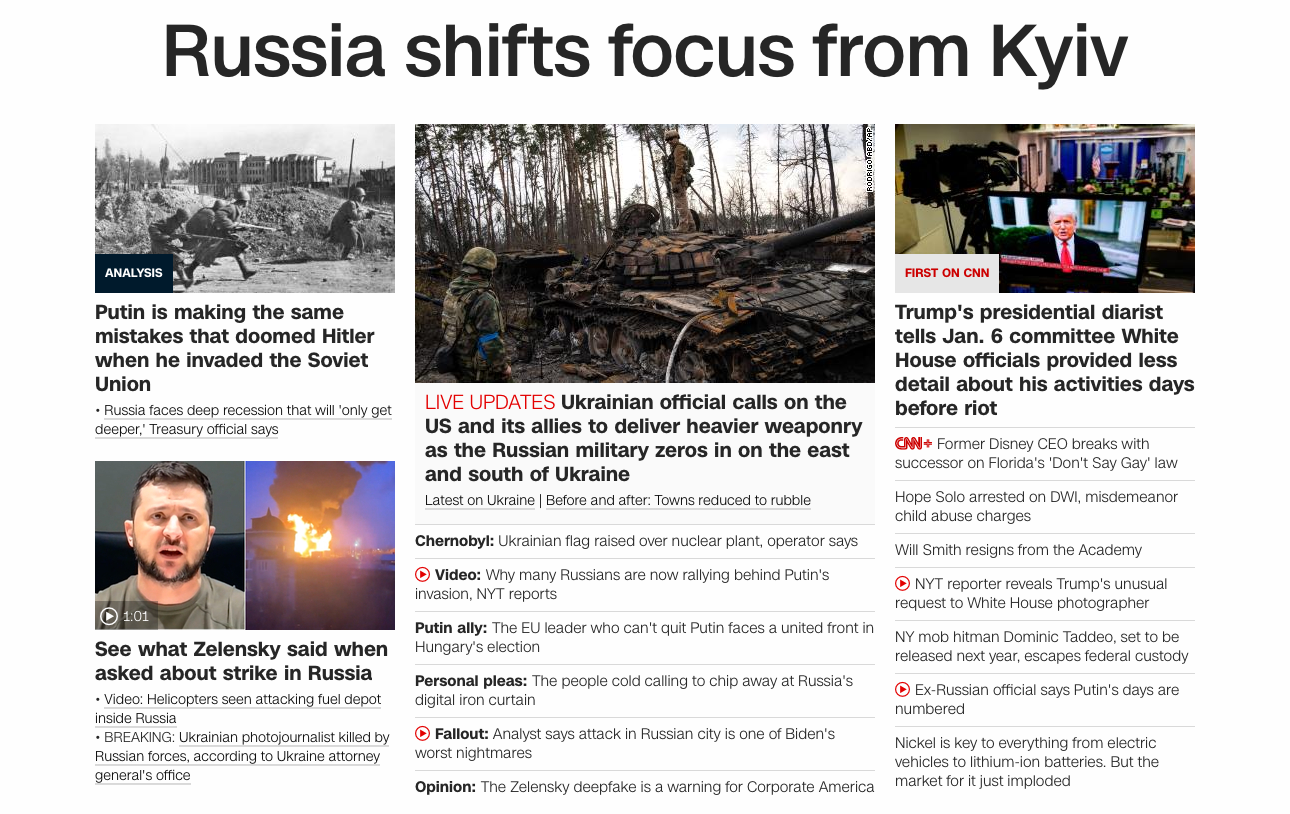 Russia shifts focus from Kyiv
ANALYSIS
Putin is making the same
mistakes that doomed Hitler
when he invaded the Soviet
Union
• Russia faces deep recession that will 'only get
deeper,' Treasury official says
1:01
See what Zelensky said when
asked about strike in Russia
• Video: Helicopters seen attacking fuel depot
inside Russia
• BREAKING: Ukrainian photojournalist killed by
Russian forces, according to Ukraine attorney
general's office
RODRIGO ABD/AP
LIVE UPDATES Ukrainian official calls on the
US and its allies to deliver heavier weaponry
as the Russian military zeros in on the east
and south of Ukraine
Latest on Ukraine | Before and after: Towns reduced to rubble
Chernobyl: Ukrainian flag raised over nuclear plant, operator says
Video: Why many Russians are now rallying behind Putin's
invasion, NYT reports
Putin ally: The EU leader who can't quit Putin faces a united front in
Hungary's election
Personal pleas: The people cold calling to chip away at Russia's
digital iron curtain
Fallout: Analyst says attack in Russian city is one of Biden's
worst nightmares
Opinion: The Zelensky deepfake is a warning for Corporate America
FIRST ON CNN
Trump's presidential diarist
tells Jan. 6 committee White
House officials provided less
detail about his activities days
before riot
CNN+ Former Disney CEO breaks with
successor on Florida's 'Don't Say Gay' law
Hope Solo arrested on DWI, misdemeanor
child abuse charges
Will Smith resigns from the Academy
NYT reporter reveals Trump's unusual
request to White House photographer
NY mob hitman Dominic Taddeo, set to be
released next year, escapes federal custody
Ex-Russian official says Putin's days are
numbered
Nickel is key to everything from electric
vehicles to lithium-ion batteries. But the
market for it just imploded